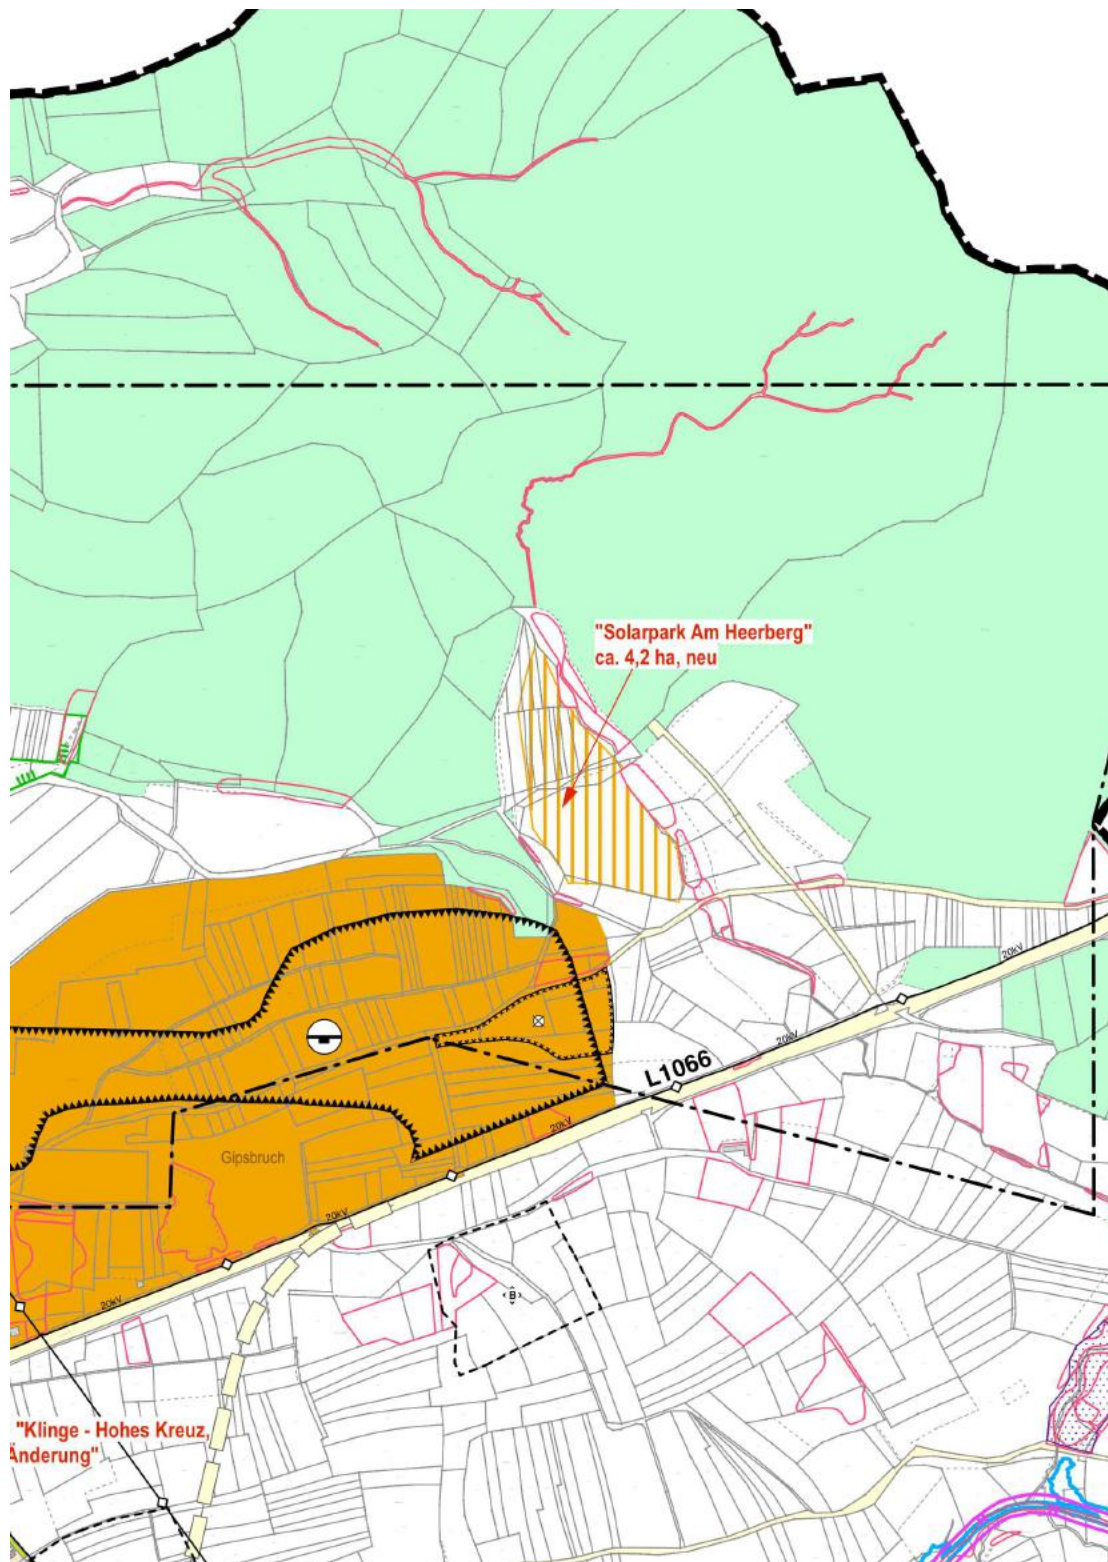 "Solarpark Am Heerberg"
ca. 4,2 ha, neu
20kV
20kV
L1066
20kV
Gipsbruch
20kV
20kV
B
"Klinge - Hohes Kreuz,
Änderung"